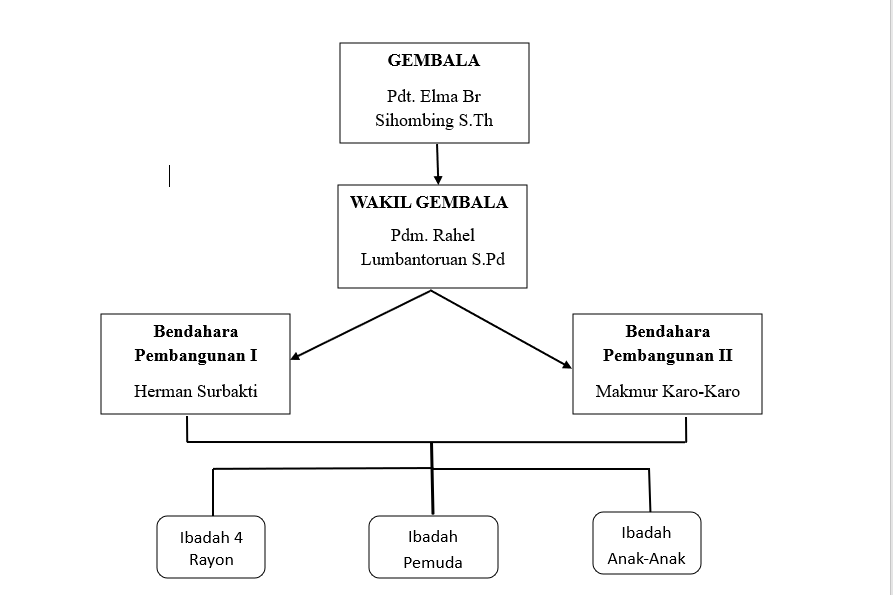 GEMBALA
Pdt. Elma Br
Sihombing S.Th
WAKIL GEMBALA
Pdm. Rahel
Lumbantoruan S.Pd
Bendahara
Pembangunan I
Herman Surbakti
Bendahara
Pembangunan II
Makmur Karo-Karo
Ibadah 4
Rayon
Ibadah
Pemuda
Ibadah
Anak-Anak